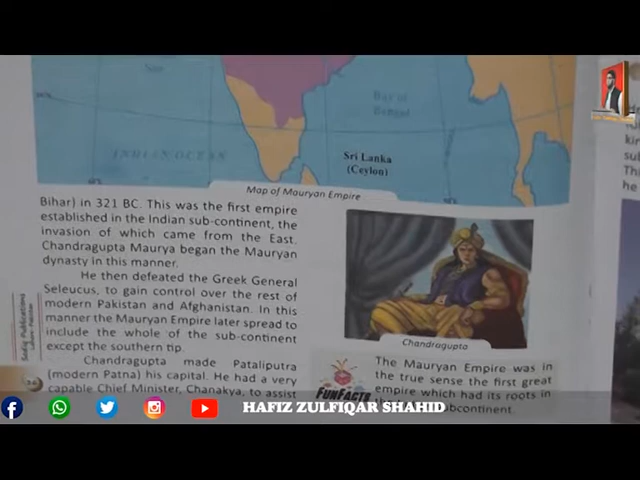 Bay of
Bengal
INDIAN OCEAN
Sri Lanka
(Ceylon)
Map of Mauryan Empire
Bihar) in 321 BC. This was the first empire
established in the Indian sub-continent, the
invasion of which came from the East.
Chandragupta Maurya began the Mauryan
dynasty in this manner.
He then defeated the Greek General
Seleucus, to gain control over the rest of
modern Pakistan and Afghanistan. In this
manner the Mauryan Empire later spread to
include the whole of the sub-continent
except the southern tip.
Chandragupta made Pataliputra
(modern Patna) his capital. He had a very
capable Chief Minister, Chanakya, to assist
Chandragupta
FUN FACTS
The Mauryan Empire was in
the true sense the first great
empire which had its roots in
subcontinent.
Sadiq Publications
HAFIZ ZULFIQAR SHAHID